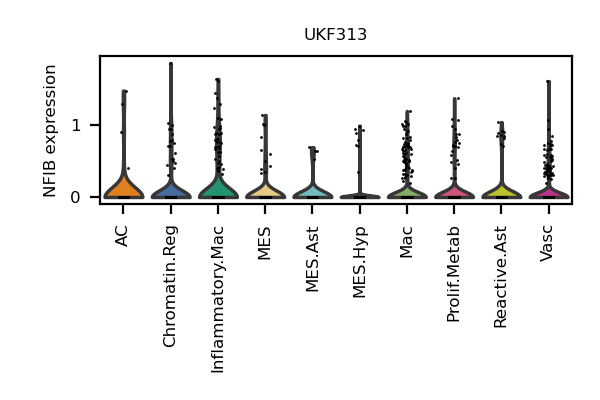 UKF313
NFIB expression
1
0
AC
Chromatin.Reg
Inflammatory.Mac
MES
MES.Ast
MES.Hyp
Mac
Prolif.Metab
Reactive.Ast
Vasc